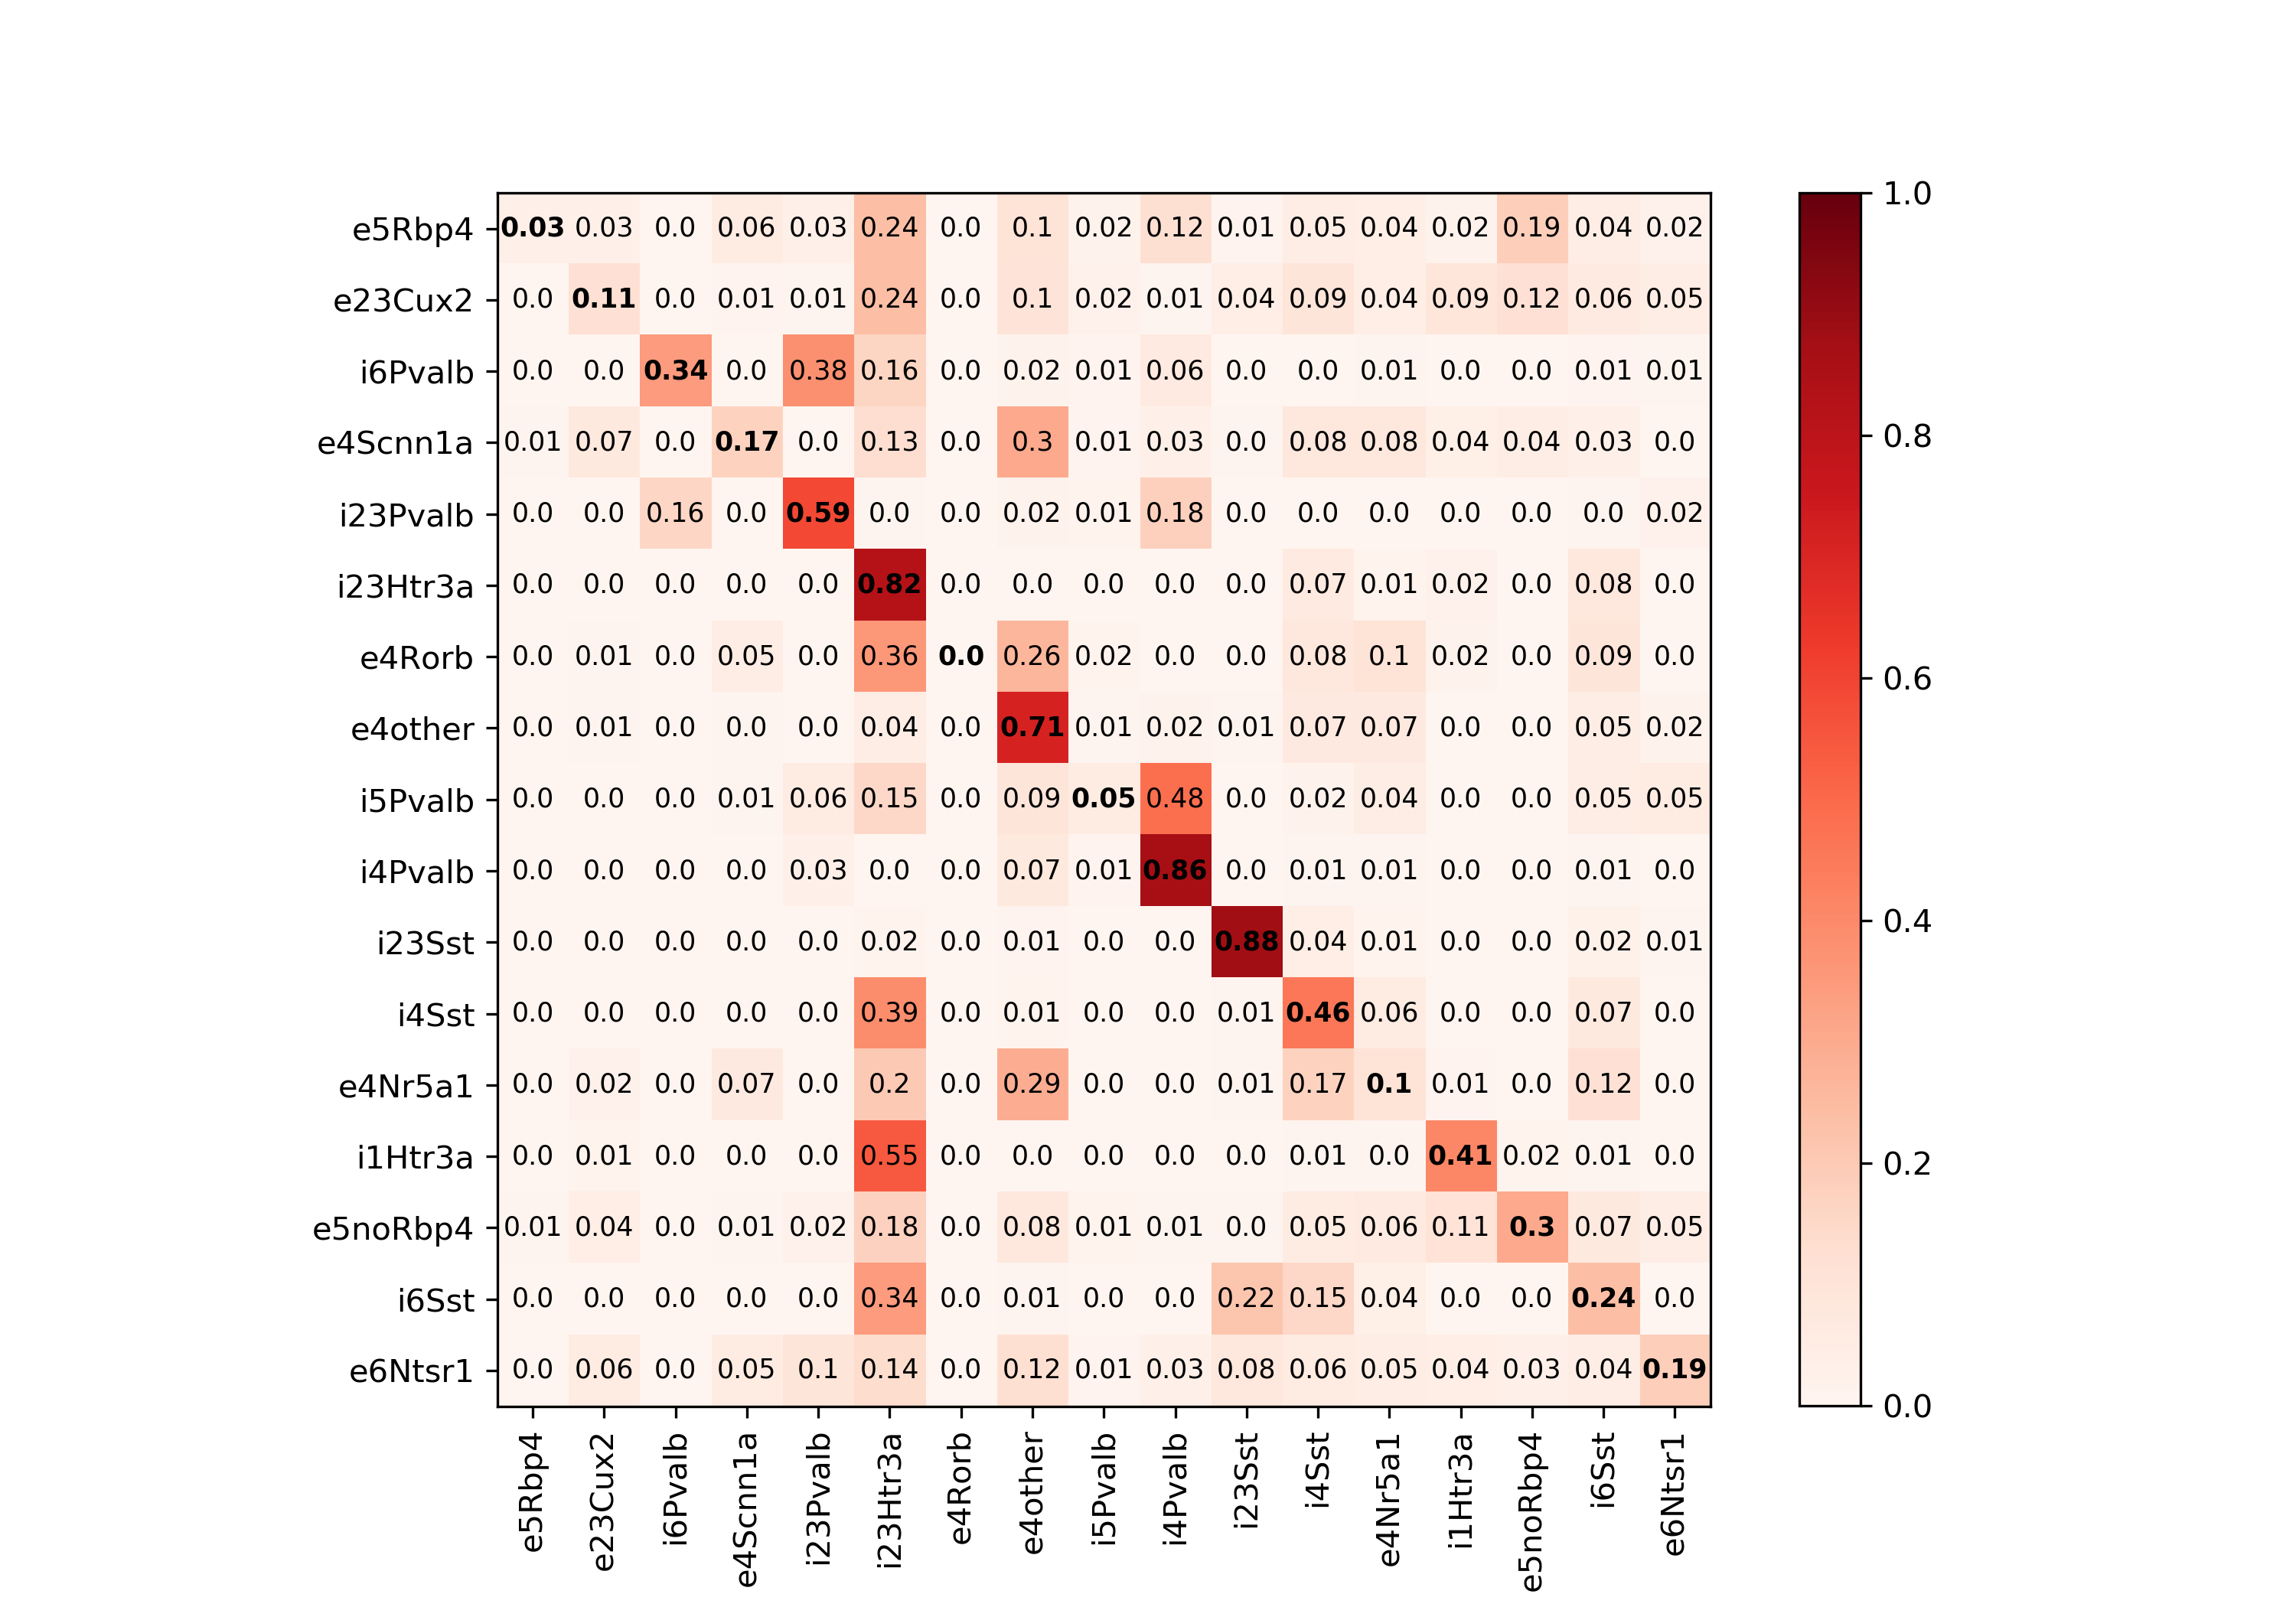 e5Rbp4 0.03 0.03 0.0 0.06 0.03 0.24 0.0 0.1 0.02 0.12 0.01 0.05 0.04 0.02 0.19 0.04 0.02
e23Cux2 0.0 0.11 0.0 0.01 0.01 0.24 0.0 0.1 0.02 0.01 0.04 0.09 0.04 0.09 0.12 0.06 0.05
i6Pvalb 0.0 0.0 0.34 0.0 0.38 0.16 0.0 0.02 0.01 0.06 0.0 0.0 0.01 0.0 0.0 0.01 0.01
e4Scnn1a 0.01 0.07 0.0 0.17 0.0 0.13 0.0 0.3 0.01 0.03 0.0 0.08 0.08 0.04 0.04 0.03 0.0
i23Pvalb 0.0 0.0 0.16 0.0 0.59 0.0 0.0 0.02 0.01 0.18 0.0 0.0 0.0 0.0 0.0 0.0 0.02
i23Htr3a 0.0 0.0 0.0 0.0 0.0 0.82 0.0 0.0 0.0 0.0 0.0 0.07 0.01 0.02 0.0 0.08 0.0
e4Rorb 0.0 0.01 0.0 0.05 0.0 0.36 0.0 0.26 0.02 0.0 0.0 0.08 0.1 0.02 0.0 0.09 0.0
e4other 0.0 0.01 0.0 0.0 0.0 0.04 0.0 0.71 0.01 0.02 0.01 0.07 0.07 0.0 0.0 0.05 0.02
i5Pvalb 0.0 0.0 0.0 0.01 0.06 0.15 0.0 0.09 0.05 0.48 0.0 0.02 0.04 0.0 0.0 0.05 0.05
i4Pvalb 0.0 0.0 0.0 0.0 0.03 0.0 0.0 0.07 0.01 0.86 0.0 0.01 0.01 0.0 0.0 0.01 0.0
i23Sst 0.0 0.0 0.0 0.0 0.0 0.02 0.0 0.01 0.0 0.0 0.88 0.04 0.01 0.0 0.0 0.02 0.01
i4Sst 0.0 0.0 0.0 0.0 0.0 0.39 0.0 0.01 0.0 0.0 0.01 0.46 0.06 0.0 0.0 0.07 0.0
e4Nr5a1 0.0 0.02 0.0 0.07 0.0 0.2 0.0 0.29 0.0 0.0 0.01 0.17 0.1 0.01 0.0 0.12 0.0
i1Htr3a 0.0 0.01 0.0 0.0 0.0 0.55 0.0 0.0 0.0 0.0 0.0 0.01 0.0 0.41 0.02 0.01 0.0
e5noRbp4 0.01 0.04 0.0 0.01 0.02 0.18 0.0 0.08 0.01 0.01 0.0 0.05 0.06 0.11 0.3 0.07 0.05
i6Sst 0.0 0.0 0.0 0.0 0.0 0.34 0.0 0.01 0.0 0.0 0.22 0.15 0.04 0.0 0.0 0.24 0.0
e6Ntsr1 0.0 0.06 0.0 0.05 0.1 0.14 0.0 0.12 0.01 0.03 0.08 0.06 0.05 0.04 0.03 0.04 0.19
e5Rbp4
e23Cux2
i6Pvalb
e4Scnn1a
i23Pvalb
i23Htr3a
e4Rorb
e4other
i5Pvalb
i4Pvalb
i23Sst
i4Sst
e4Nr5a1
i1Htr3a
e5noRbp4
i6Sst
e6Ntsr1
1.0
0.8
0.6
0.4
0.2
0.0